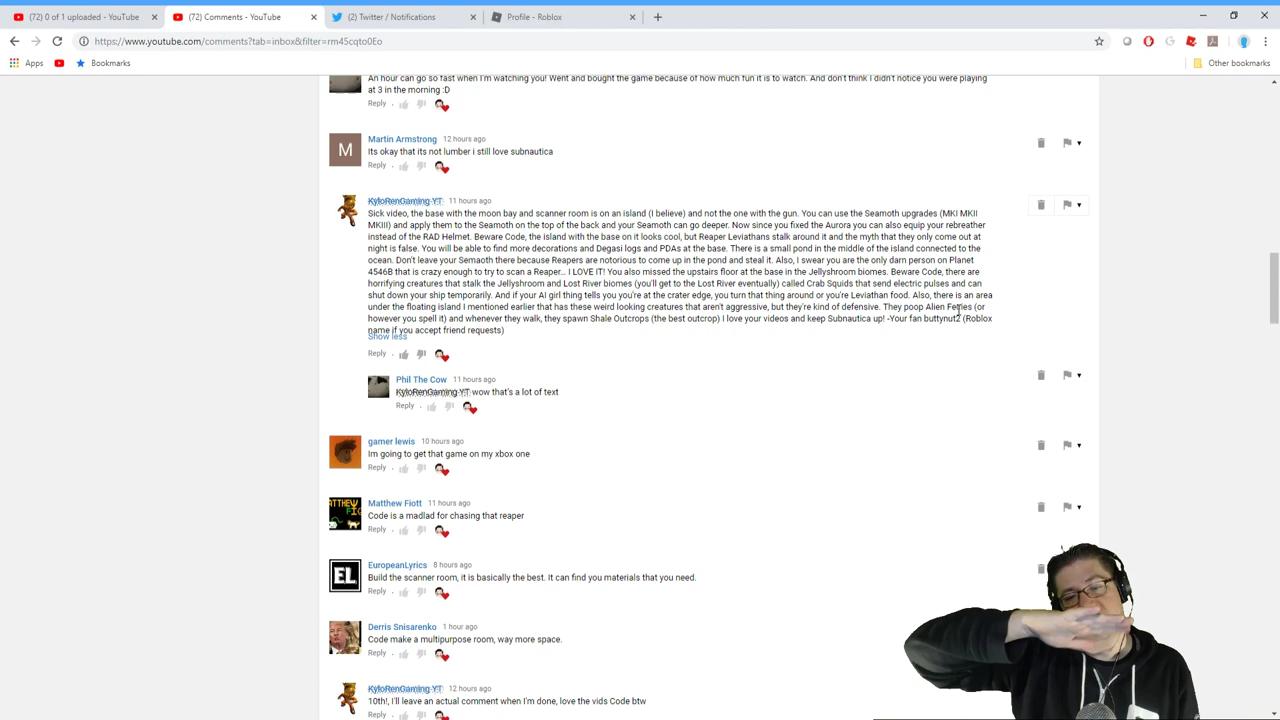 (72) 0 of 1 uploaded - YouTube
(72) Comments - YouTube
(2) Twitter / Notifications
Profile - Roblox
https://www.youtube.com/comments?tab=inbox&filter=rm45cqto0Eo
Apps
Bookmarks
Other bookmarks
An hour can go so fast when I'm watching you! Went and bought the game because of how much fun it is to watch. And don't think I didn't notice you were playing
at 3 in the morning :D
Reply
Martin Armstrong 12 hours ago
Its okay that its not lumber i still love subnautica
Reply
KyloRenGaming-YT 11 hours ago
Sick video, the base with the moon bay and scanner room is on an island (I believe) and not the one with the gun. You can use the Seamoth upgrades (MKI MKII
MKIII) and apply them to the Seamoth on the top of the back and your Seamoth can go deeper. Now since you fixed the Aurora you can also equip your rebreather
instead of the RAD Helmet. Beware Code, the island with the base on it looks cool, but Reaper Leviathans stalk around it and the myth that they only come out at
night is false. You will be able to find more decorations and Degasi logs and PDAs at the base. There is a small pond in the middle of the island connected to the
ocean. Don't leave your Semaoth there because Reapers are notorious to come up in the pond and steal it. Also, I swear you are the only darn person on Planet
4546B that is crazy enough to try to scan a Reaper... I LOVE IT! You also missed the upstairs floor at the base in the Jellyshroom biomes. Beware Code, there are
horrifying creatures that stalk the Jellyshroom and Lost River biomes (you'll get to the Lost River eventually) called Crab Squids that send electric pulses and can
shut down your ship temporarily. And if your AI girl thing tells you you're at the crater edge, you turn that thing around or you're Leviathan food. Also, there is an area
under the floating island I mentioned earlier that has these weird looking creatures that aren't aggressive, but they're kind of defensive. They poop Alien Feries (or
however you spell it) and whenever they walk, they spawn Shale Outcrops (the best outcrop) I love your videos and keep Subnautica up! -Your fan buttynut2 (Roblox
name if you accept friend requests)
Show less
Reply
Phil The Cow 11 hours ago
KyloRenGaming-YT wow that's a lot of text
Reply
gamer lewis 10 hours ago
Im going to get that game on my xbox one
Reply
Matthew Fiott 11 hours ago
Code is a madlad for chasing that reaper
Reply
EuropeanLyrics 8 hours ago
Build the scanner room, it is basically the best. It can find you materials that you need.
Reply
Derris Snisarenko 1 hour ago
Code make a multipurpose room, way more space.
Reply
KyloRenGaming-YT 12 hours ago
10th!, I'll leave an actual comment when I'm done, love the vids Code btw
Reply
M
EL